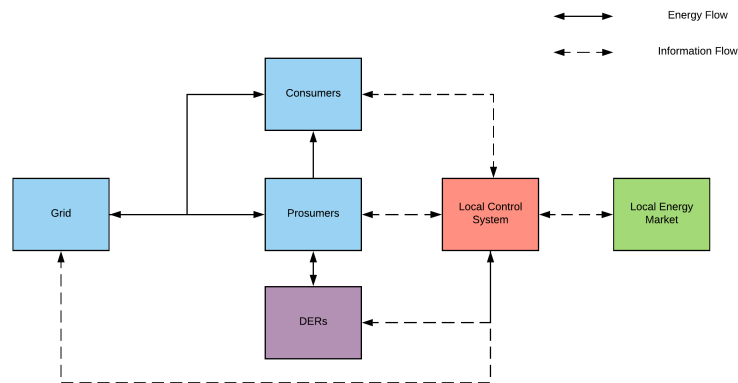 Energy Flow
Information Flow
Consumers
Grid
Prosumers
Local Control
System
Local Energy
Market
DERs